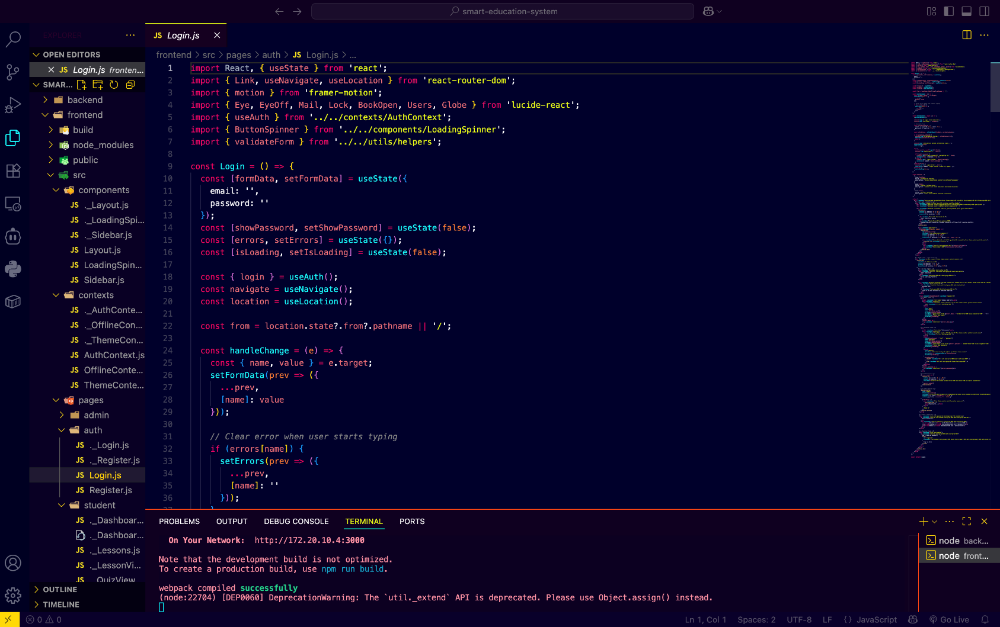 smart-education-system
EXPLORER
JS Login.js
OPEN EDITORS
JS Login.js fronten...
SMAR...
backend
frontend
build
node_modules
public
src
components
JS ._Layout.js
JS ._LoadingSpi...
JS ._Sidebar.js
JS Layout.js
JS LoadingSpin...
JS Sidebar.js
contexts
JS ._AuthConte...
JS ._OfflineCon...
JS ._ThemeCon...
JS AuthContext.js
JS OfflineConte...
JS ThemeConte...
pages
admin
auth
JS ._Login.js
JS ._Register.js
JS Login.js
JS Register.js
student
JS ._Dashboar...
._Dashboar...
JS ._Lessons.js
JS ._LessonVi...
JS ._QuizView
OUTLINE
TIMELINE
frontend > src > pages > auth > JS Login.js > ...
1 import React, { useState } from 'react';
2 import { Link, useNavigate, useLocation } from 'react-router-dom';
3 import { motion } from 'framer-motion';
4 import { Eye, EyeOff, Mail, Lock, BookOpen, Users, Globe } from 'lucide-react';
5 import { useAuth } from '../../contexts/AuthContext';
6 import { ButtonSpinner } from '../../components/LoadingSpinner';
7 import { validateForm } from '../../utils/helpers';
8
9 const Login = () => {
10 const [formData, setFormData] = useState({
11 email: '',
12 password: ''
13 });
14 const [showPassword, setShowPassword] = useState(false);
15 const [errors, setErrors] = useState({});
16 const [isLoading, setIsLoading] = useState(false);
17
18 const { login } = useAuth();
19 const navigate = useNavigate();
20 const location = useLocation();
21
22 const from = location.state?.from?.pathname || '/';
23
24 const handleChange = (e) => {
25 const { name, value } = e.target;
26 setFormData(prev => ({
27 ...prev,
28 [name]: value
29 }));
30
31 // Clear error when user starts typing
32 if (errors[name]) {
33 setErrors(prev => ({
34 ...prev,
35 [name]: ''
36 }));
37 }
PROBLEMS OUTPUT DEBUG CONSOLE TERMINAL PORTS
On Your Network: http://172.20.10.4:3000
Note that the development build is not optimized.
To create a production build, use npm run build.
webpack compiled successfully
(node:22704) [DEP0060] DeprecationWarning: The `util._extend` API is deprecated. Please use Object.assign() instead.
node back...
node front...
0 0
Ln 1, Col 1 Spaces: 2 UTF-8 LF {} JavaScript Go Live